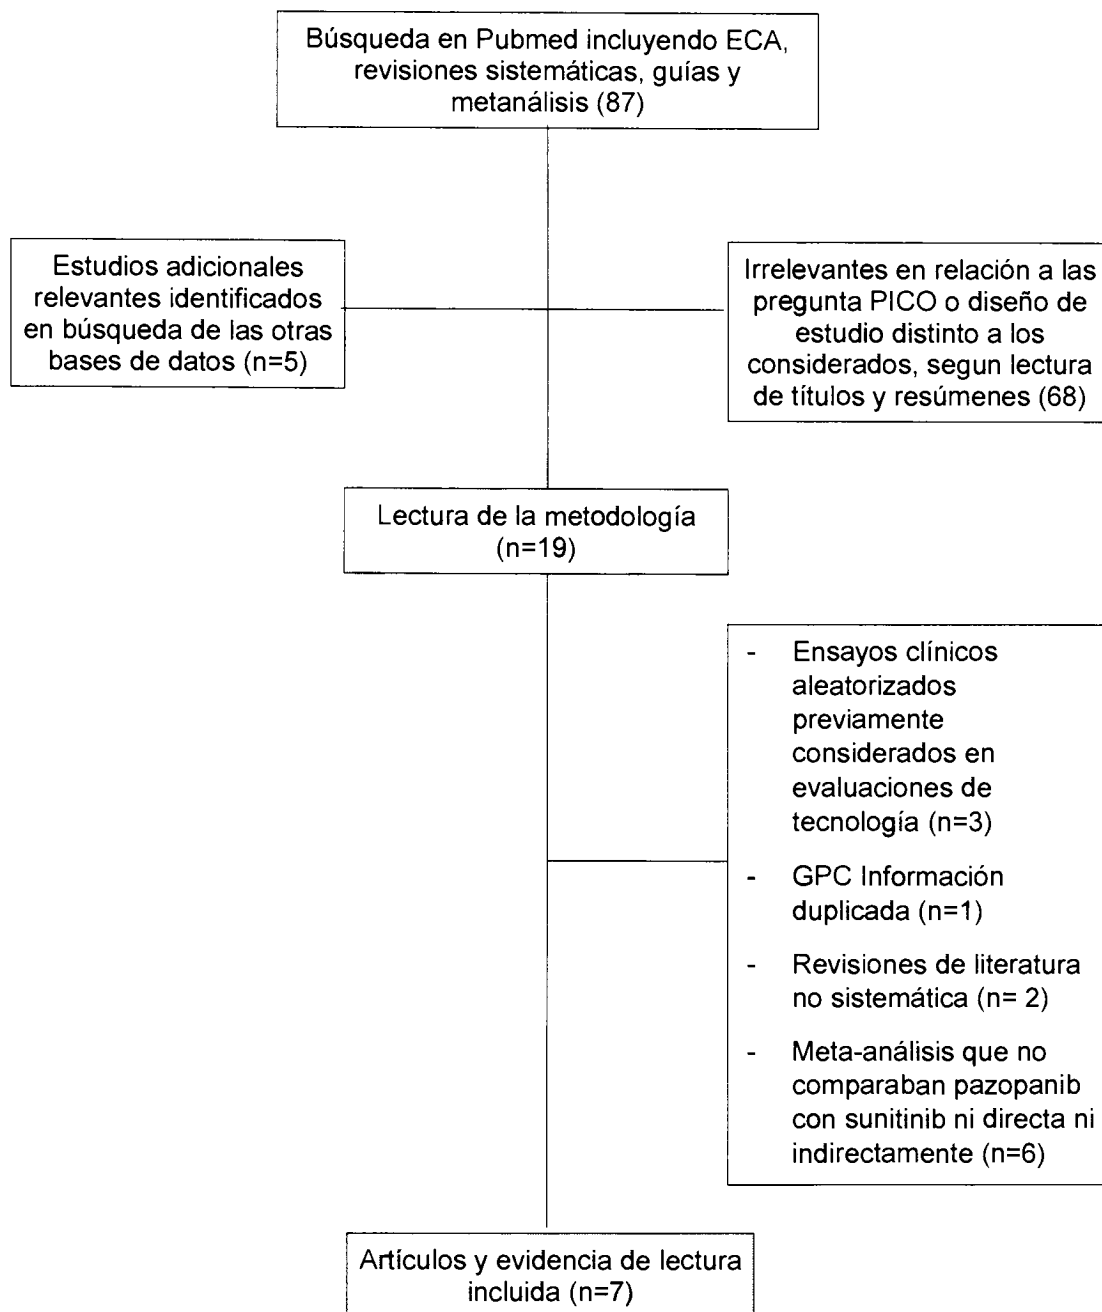 Búsqueda en Pubmed incluyendo ECA,
revisiones sistemáticas, guías y
metanálisis (87)
Estudios adicionales
relevantes identificados
en búsqueda de las otras
bases de datos (n=5)
Irrelevantes en relación a las
pregunta PICO o diseño de
estudio distinto a los
considerados, segun lectura
de títulos y resúmenes (68)
Lectura de la metodología
(n=19)
- Ensayos clínicos
aleatorizados
previamente
considerados en
evaluaciones de
tecnología (n=3)
- GPC Información
duplicada (n=1)
- Revisiones de literatura
no sistemática (n= 2)
- Meta-análisis que no
comparaban pazopanib
con sunitinib ni directa ni
indirectamente (n=6)
Artículos y evidencia de lectura
incluida (n=7)